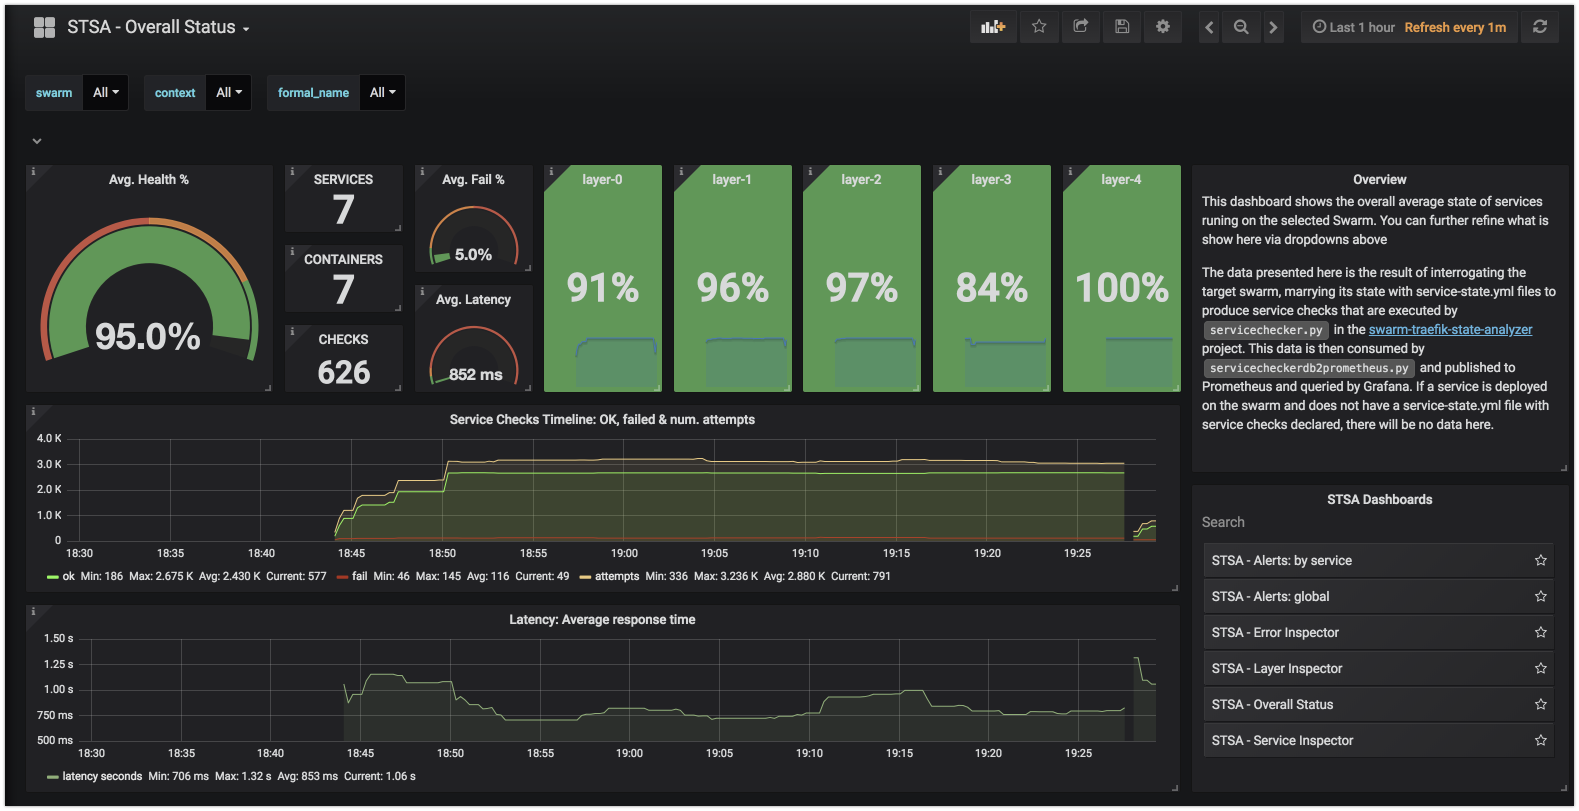 STSA - Overall Status
Last 1 hour Refresh every 1m
swarm All context All formal_name All
Avg. Health %
95.0%
SERVICES
7
CONTAINERS
7
CHECKS
626
Avg. Fail %
5.0%
Avg. Latency
852 ms
layer-0
91%
layer-1
96%
layer-2
97%
layer-3
84%
layer-4
100%
Overview
This dashboard shows the overall average state of services
runing on the selected Swarm. You can further refine what is
show here via dropdowns above
The data presented here is the result of interrogating the
target swarm, marrying its state with service-state.yml files to
produce service checks that are executed by
servicechecker.py in the swarm-traefik-state-analyzer
project. This data is then consumed by
servicecheckerdb2prometheus.py and published to
Prometheus and queried by Grafana. If a service is deployed
on the swarm and does not have a service-state.yml file with
service checks declared, there will be no data here.
Service Checks Timeline: OK, failed & num. attempts
4.0 K
3.0 K
2.0 K
1.0 K
0
18:30 18:35 18:40 18:45 18:50 18:55 19:00 19:05 19:10 19:15 19:20 19:25
ok Min: 186 Max: 2.675 K Avg: 2.430 K Current: 577 fail Min: 46 Max: 145 Avg: 116 Current: 49 attempts Min: 336 Max: 3.236 K Avg: 2.880 K Current: 791
Latency: Average response time
1.50 s
1.25 s
1.00 s
750 ms
500 ms
18:30 18:35 18:40 18:45 18:50 18:55 19:00 19:05 19:10 19:15 19:20 19:25
latency seconds Min: 706 ms Max: 1.32 s Avg: 853 ms Current: 1.06 s
STSA Dashboards
Search
STSA - Alerts: by service
STSA - Alerts: global
STSA - Error Inspector
STSA - Layer Inspector
STSA - Overall Status
STSA - Service Inspector